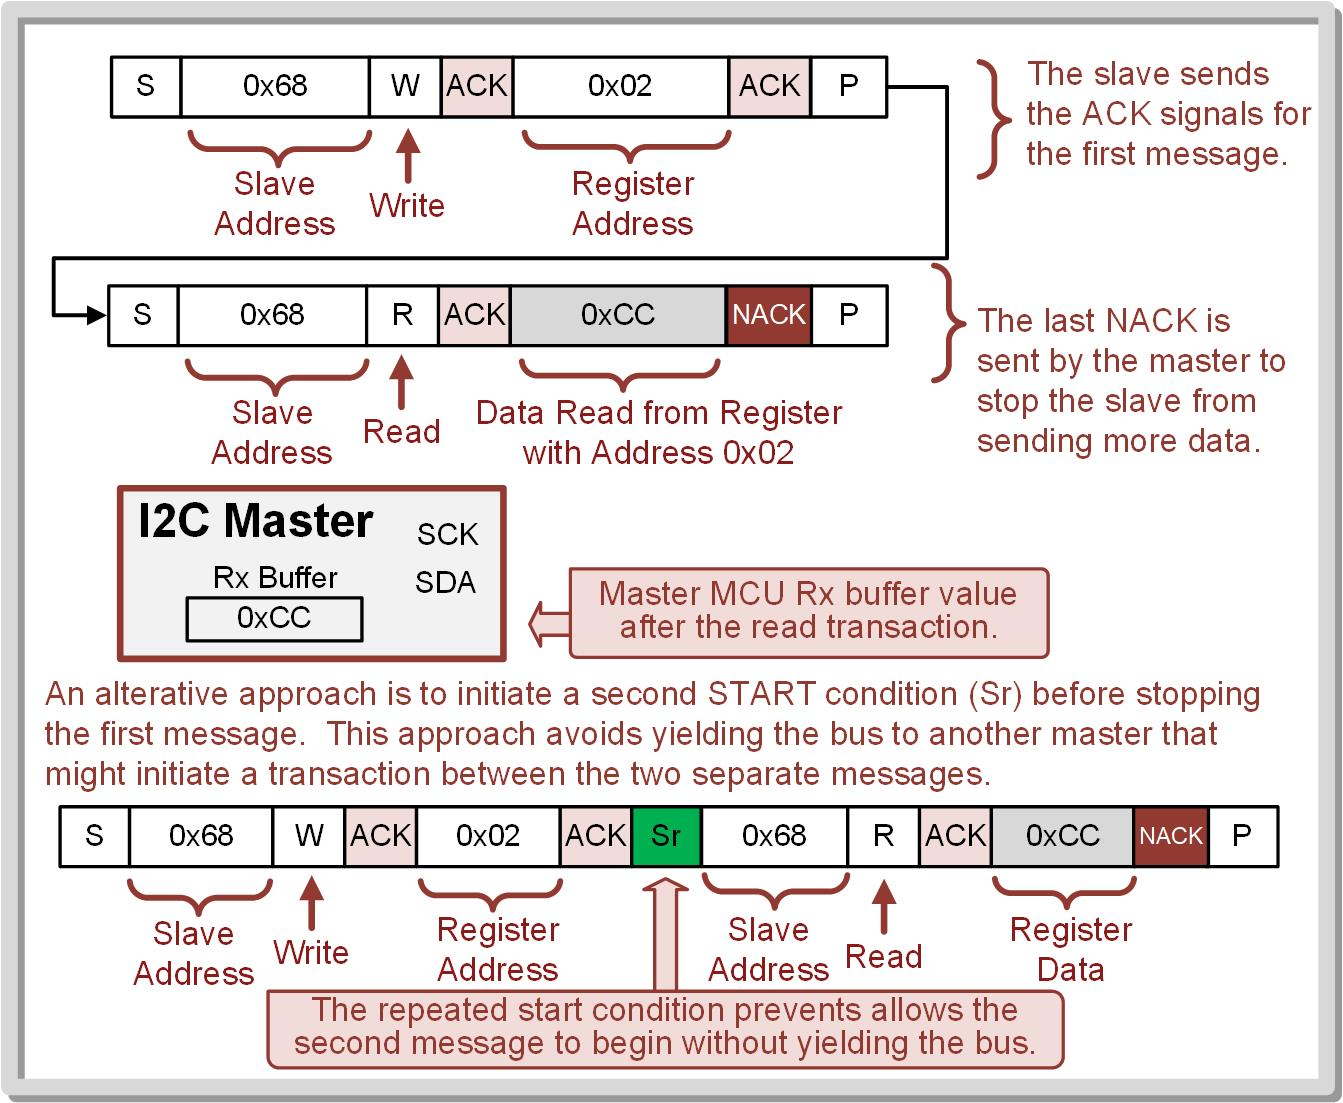 S 0x68 W ACK 0x02 ACK P
The slave sends
the ACK signals for
the first message.
Slave
Address
Write
Register
Address
S 0x68 R ACK 0xCC NACK P
The last NACK is
sent by the master to
stop the slave from
sending more data.
Slave
Address
Read
Data Read from Register
with Address 0x02
I2C Master
SCK
Rx Buffer
SDA
0xCC
Master MCU Rx buffer value
after the read transaction.
An alterative approach is to initiate a second START condition (Sr) before stopping
the first message. This approach avoids yielding the bus to another master that
might initiate a transaction between the two separate messages.
S 0x68 W ACK 0x02 ACK Sr 0x68 R ACK 0xCC NACK P
Slave
Address
Write
Register
Address
Slave
Address
Read
Register
Data
The repeated start condition prevents allows the
second message to begin without yielding the bus.